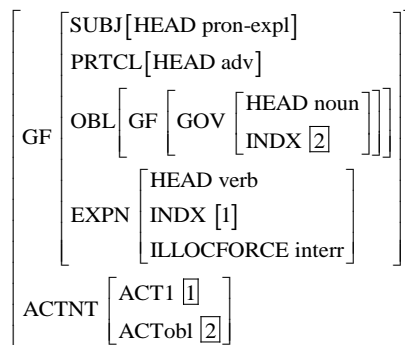 SUBJ[HEAD pron-expl]
PRTCL[HEAD adv]
OBL[GF[GOV[HEAD noun
INDX 2]]]
GF
EXPN[HEAD verb
INDX [1]
ILLOCFORCE interr]
ACTNT[ACT1 1
ACTobl 2]